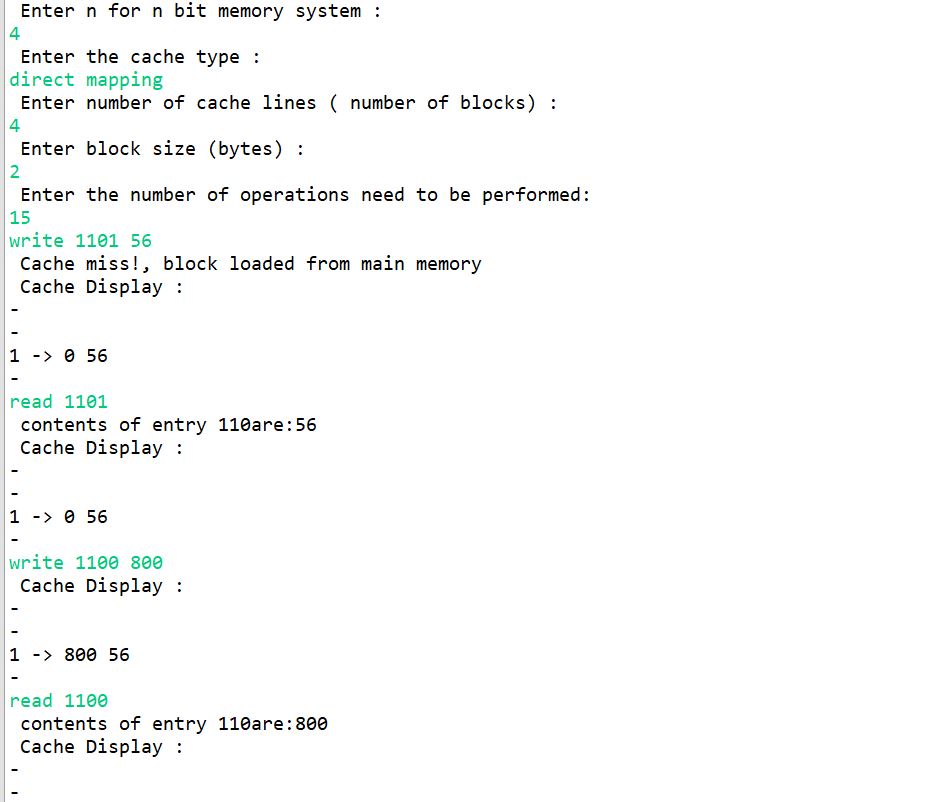 Enter n for n bit memory system :
4
Enter the cache type :
direct mapping
Enter number of cache lines ( number of blocks) :
4
Enter block size (bytes) :
2
Enter the number of operations need to be performed:
15
write 1101 56
Cache miss!, block loaded from main memory
Cache Display :
-
-
1 -> 0 56
-
read 1101
contents of entry 110are:56
Cache Display :
-
-
1 -> 0 56
-
write 1100 800
Cache Display :
-
-
1 -> 800 56
-
read 1100
contents of entry 110are:800
Cache Display :
-
-